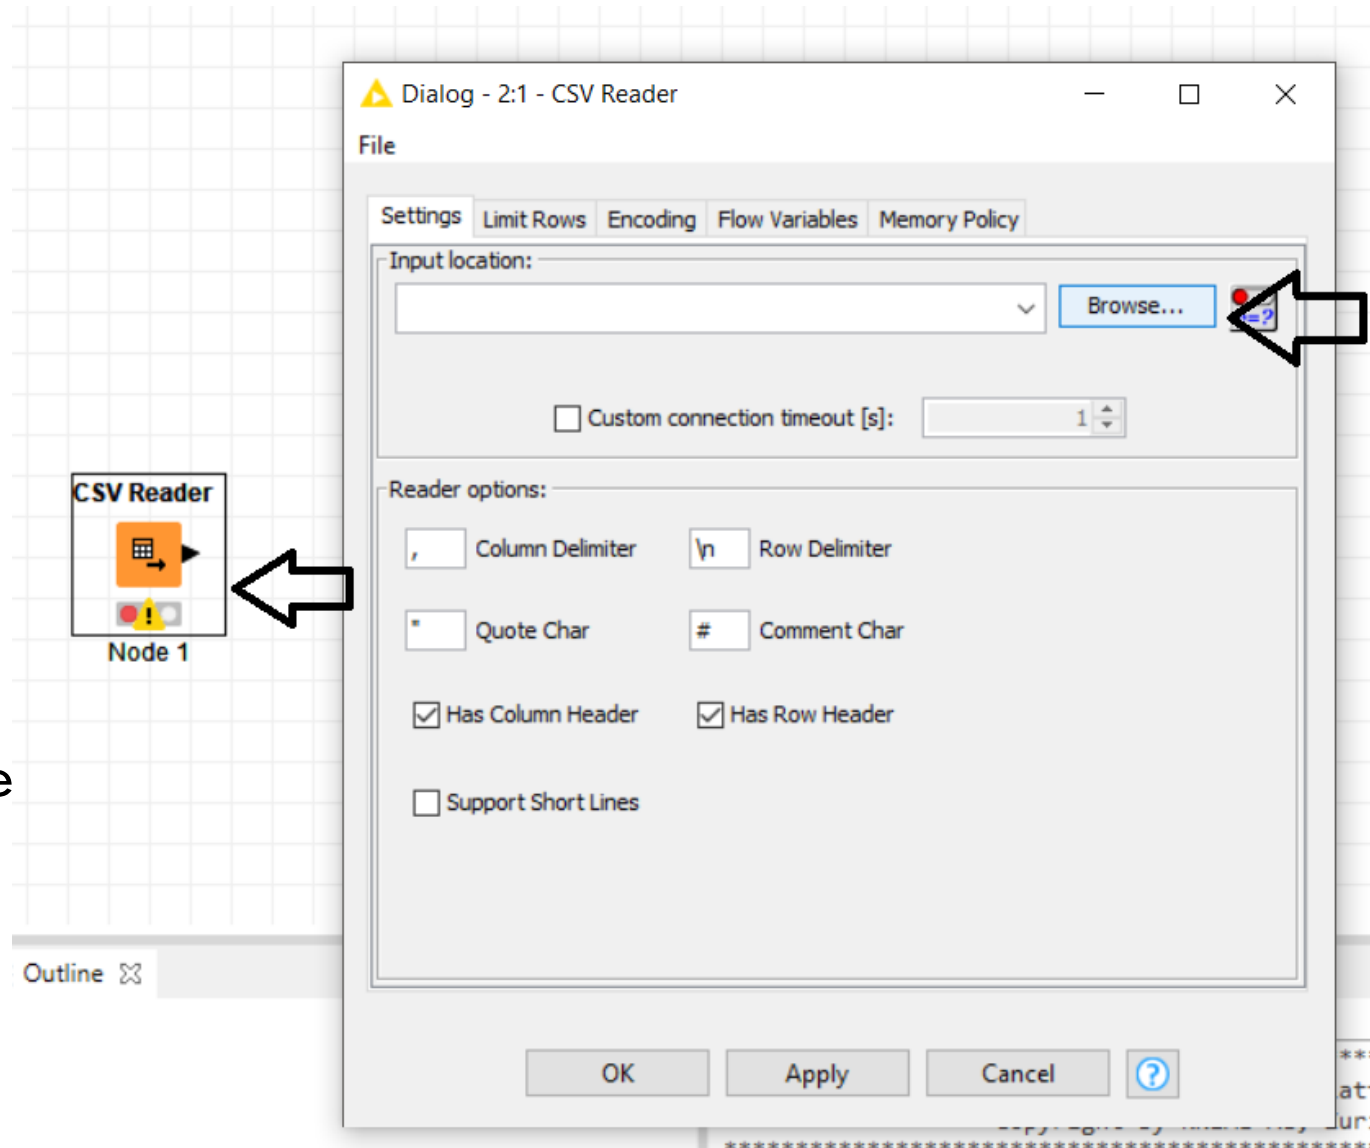 Dialog - 2:1 - CSV Reader
File
Settings Limit Rows Encoding Flow Variables Memory Policy
Input location:
Browse...
=?
Custom connection timeout [s]: 1
CSV Reader
Node 1
Reader options:
, Column Delimiter \n Row Delimiter
" Quote Char # Comment Char
Has Column Header Has Row Header
e
Support Short Lines
Outline
OK Apply Cancel ?